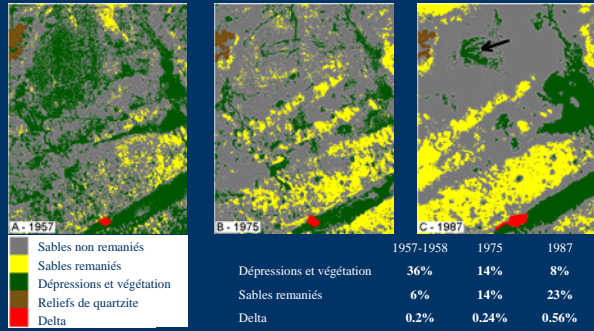 A - 1957
B - 1975
C - 1987
Sables non remaniés
Sables remaniés
Dépressions et végétation
Reliefs de quartzite
Delta
1957-1958 1975 1987
Dépressions et végétation 36% 14% 8%
Sables remaniés 6% 14% 23%
Delta 0.2% 0.24% 0.56%